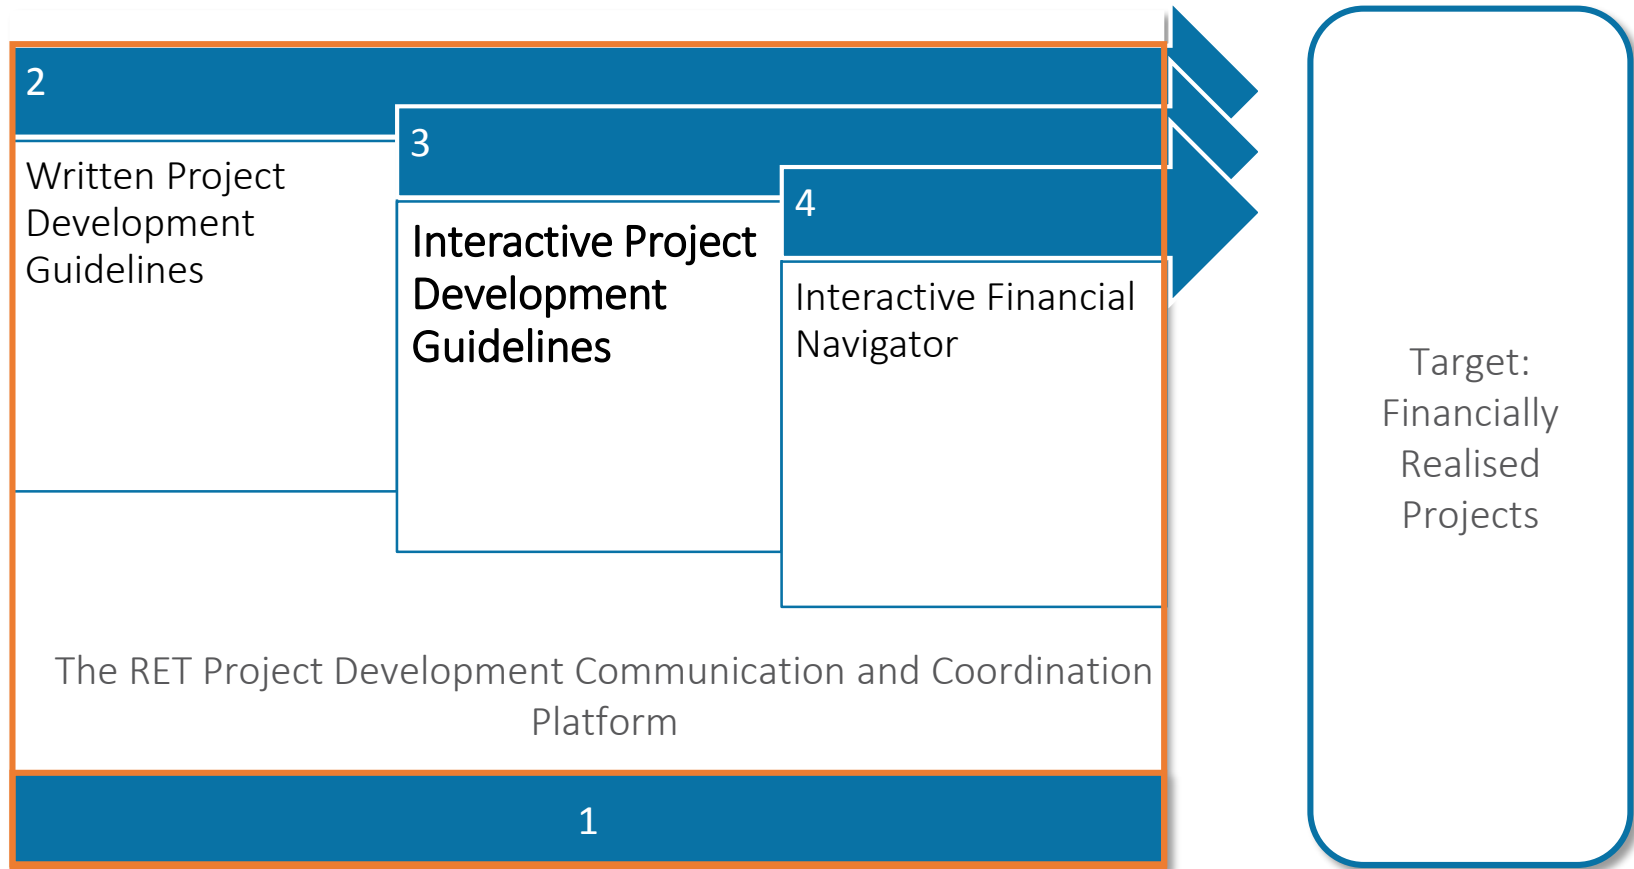 2
Written Project
Development
Guidelines
3
Interactive Project
Development
Guidelines
4
Interactive Financial
Navigator
The RET Project Development Communication and Coordination
Platform
1
Target:
Financially
Realised
Projects